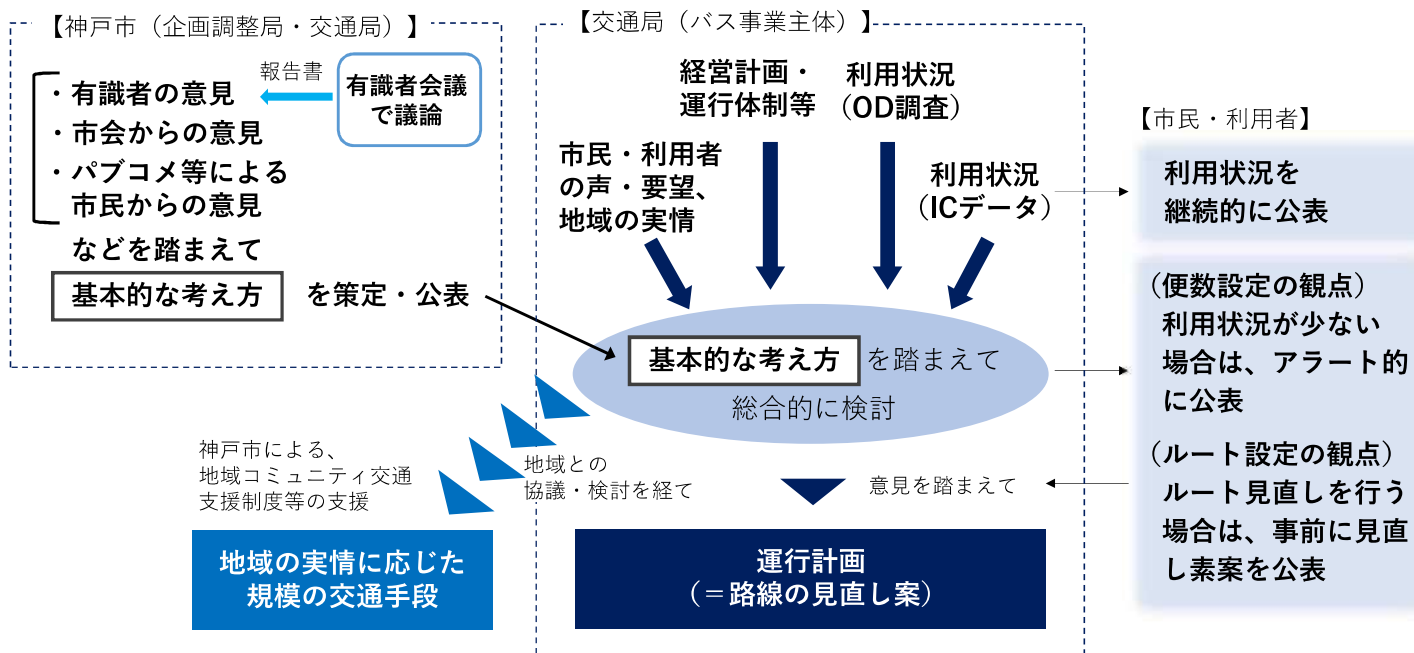 【神戸市（企画調整局・交通局）】
報告書
有識者会議
で議論
・有識者の意見
・市会からの意見
・パブコメ等による
市民からの意見
などを踏まえて
基本的な考え方 を策定・公表
【交通局（バス事業主体）】
経営計画・
運行体制等
利用状況
（OD調査）
市民・利用者
の声・要望、
地域の実情
利用状況
（ICデータ）
基本的な考え方 を踏まえて
総合的に検討
神戸市による、
地域コミュニティ交通
支援制度等の支援
地域との
協議・検討を経て
意見を踏まえて
地域の実情に応じた
規模の交通手段
運行計画
（＝路線の見直し案）
【市民・利用者】
利用状況を
継続的に公表
（便数設定の観点）
利用状況が少ない
場合は、アラート的
に公表
（ルート設定の観点）
ルート見直しを行う
場合は、事前に見直
し素案を公表